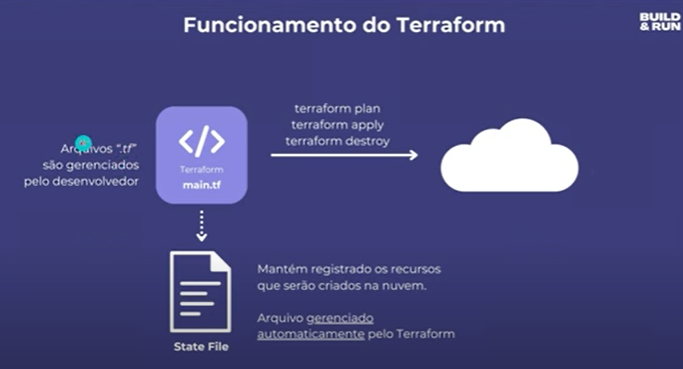 Funcionamento do Terraform
BUILD
& RUN
terraform plan
terraform apply
terraform destroy
Arquivos “.tf”
são gerenciados
pelo desenvolvedor
</>
Terraform
main.tf
Mantém registrado os recursos
que serão criados na nuvem.
Arquivo gerenciado
automaticamente pelo Terraform
State File